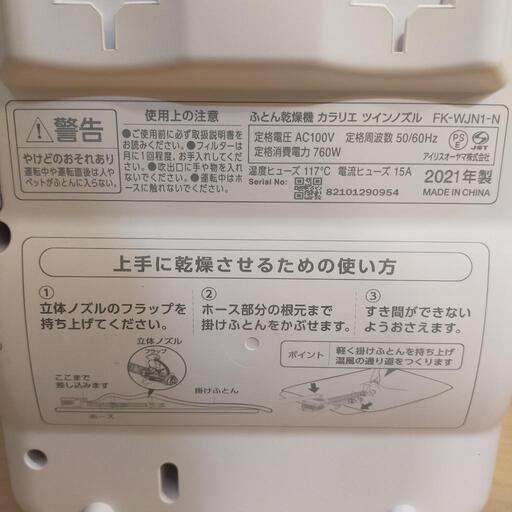 警告
やけどのおそれあり
運転中や運転直後は人や
ペットがふとんに入らない。
使用上の注意
●ご使用前に必ず取扱説明書を
お読みください。●フィルターは
月に1回程度、お手入れしてくだ
さい。●吹出口に手や物を入れ
ないでください。●運転中はホー
スに触れないでください。
ふとん乾燥機 カラリエ ツインノズル FK-WJN1-N
定格電圧 AC100V 定格周波数 50/60Hz
定格消費電力 760W
PS
E
JET
アイリスオーヤマ株式会社
温度ヒューズ 117℃ 電流ヒューズ 15A
Serial No:
82101290954
2021年製
MADE IN CHINA
上手に乾燥させるための使い方
①
立体ノズルのフラップを
持ち上げてください。
②
ホース部分の根元まで
掛けふとんをかぶせます。
③
すき間ができない
ようおさえます。
立体ノズル
フラップ
ここまで
差し込みます
掛けふとん
ホース
ポイント
軽く掛けふとんを持ち上げ
温風の通り道をつくります